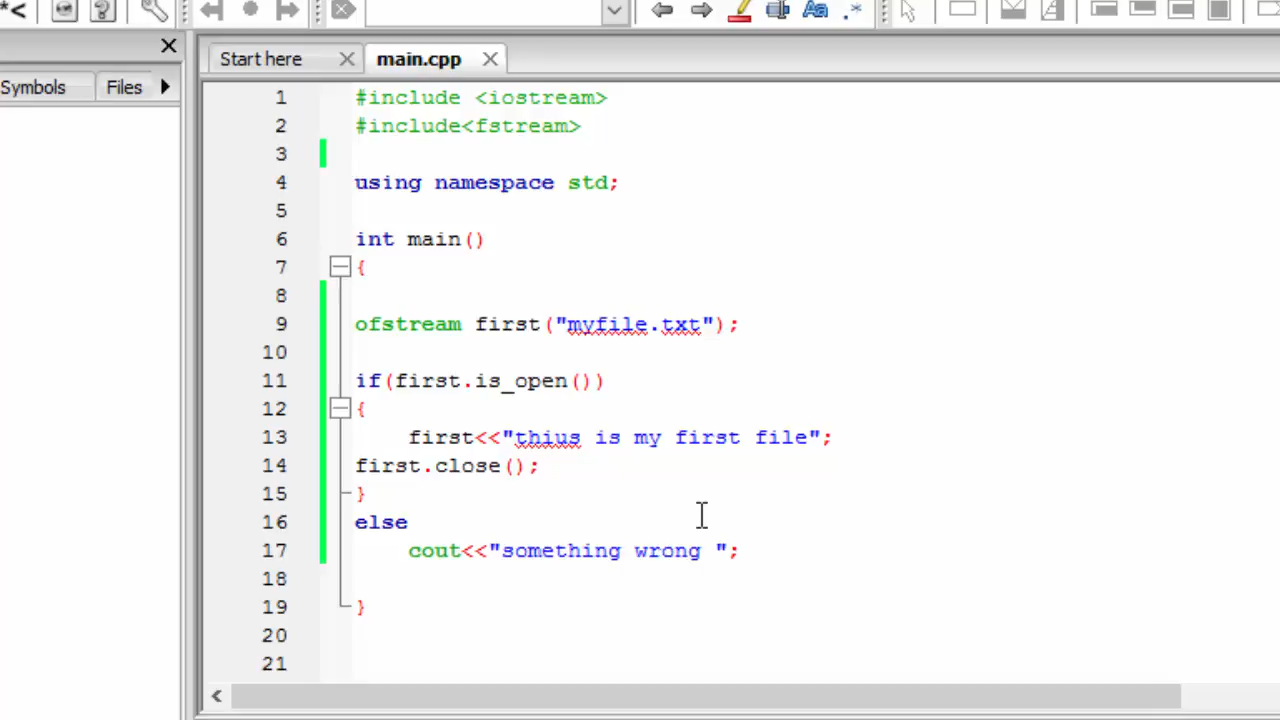 Start here
main.cpp
Symbols
Files
1 #include <iostream>
2 #include<fstream>
3
4 using namespace std;
5
6 int main()
7 {
8
9 ofstream first("myfile.txt");
10
11 if(first.is_open())
12 {
13 first<<"thius is my first file";
14 first.close();
15 }
16 else
17 cout<<"something wrong ";
18
19 }
20
21